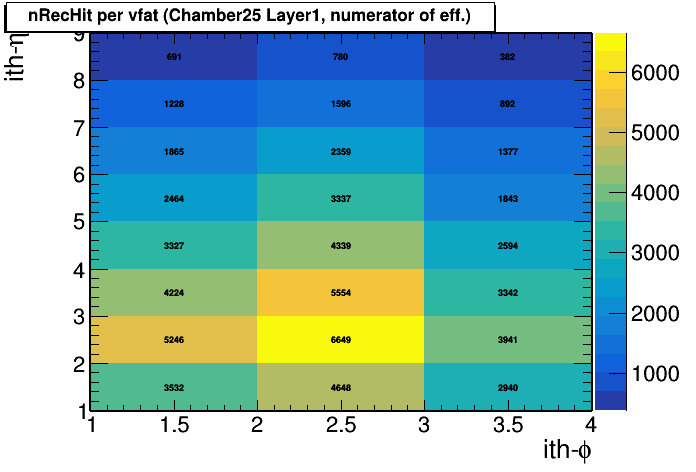 nRecHit per vfat (Chamber25 Layer1, numerator of eff.)
ith-η
9
691 780 382
8
1228 1596 892
7
1865 2359 1377
6
2464 3337 1843
5
3327 4339 2594
4
4224 5554 3342
3
5246 6649 3941
2
3532 4648 2940
1
1 1.5 2 2.5 3 3.5 4
ith-ϕ
6000
5000
4000
3000
2000
1000